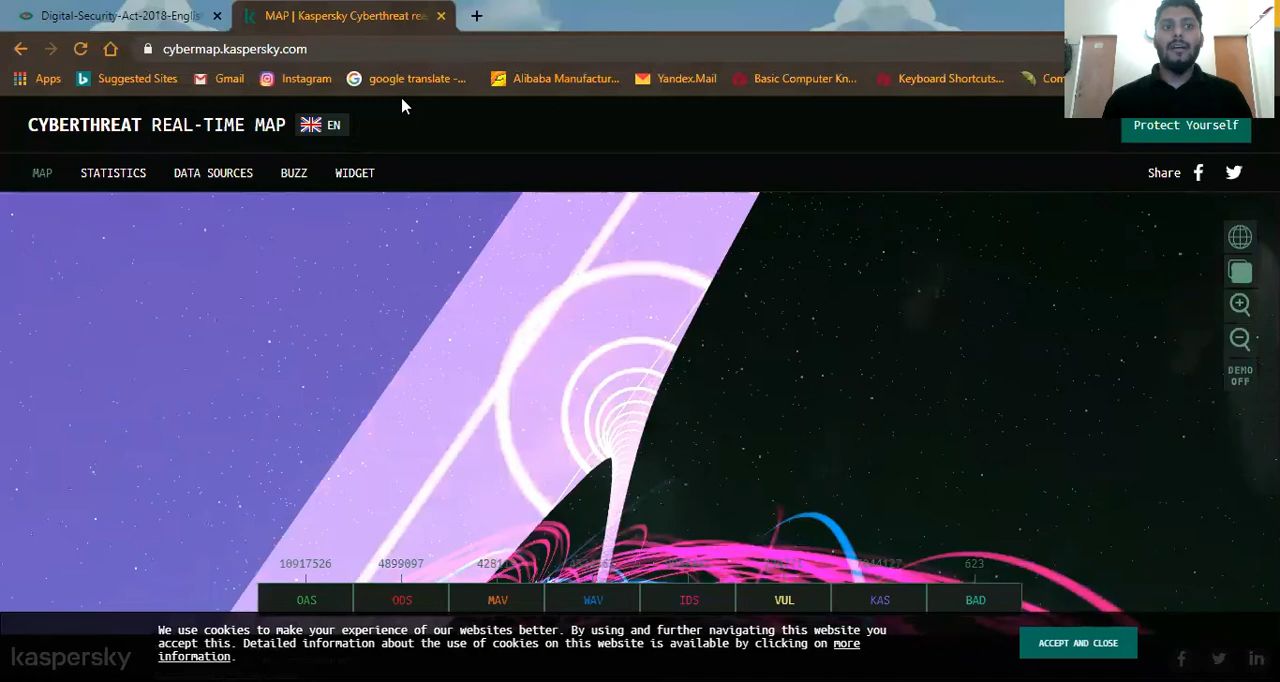 Digital-Security-Act-2018-Englis
MAP | Kaspersky Cyberthreat rea
cybermap.kaspersky.com
Apps Suggested Sites Gmail Instagram google translate -... Alibaba Manufactur... Yandex.Mail Basic Computer Kn... Keyboard Shortcuts... Com
CYBERTHREAT REAL-TIME MAP EN
Protect Yourself
MAP STATISTICS DATA SOURCES BUZZ WIDGET
Share
DEMO
OFF
10917526 4899097 623
OAS ODS MAV WAV IDS VUL KAS BAD
We use cookies to make your experience of our websites better. By using and further navigating this website you
accept this. Detailed information about the use of cookies on this website is available by clicking on more
information.
ACCEPT AND CLOSE
kaspersky